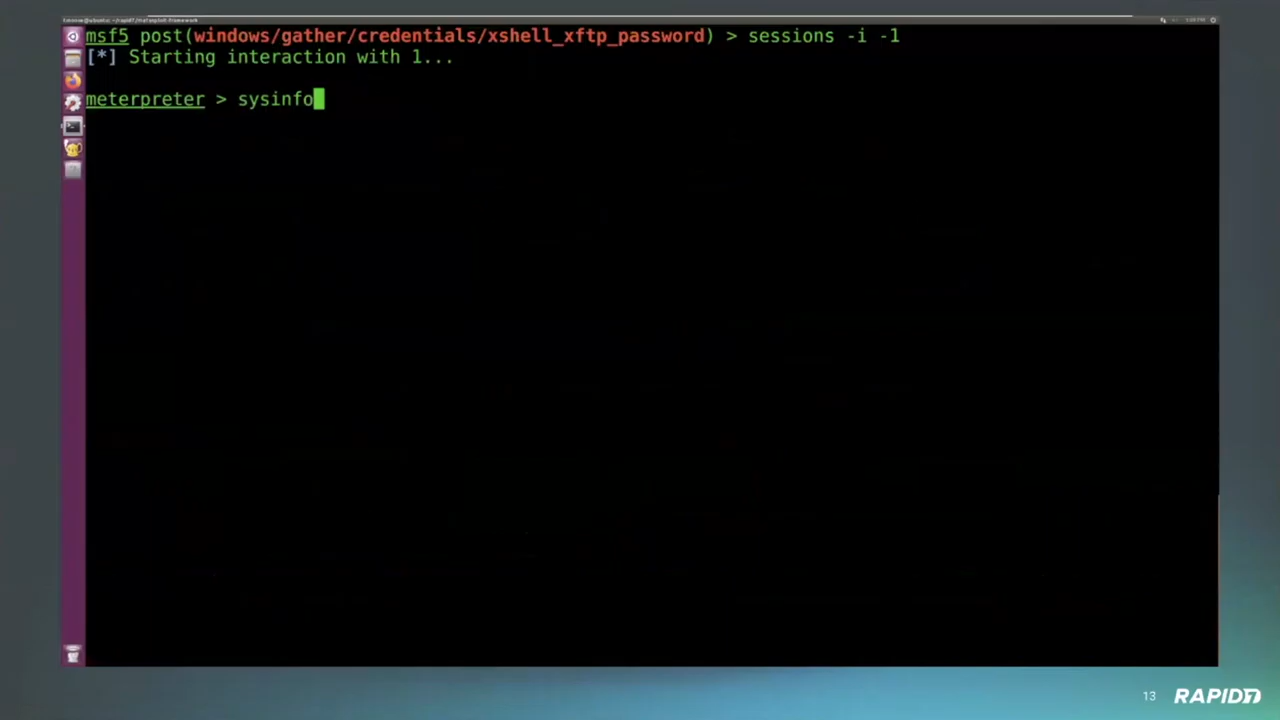 msf5 post(windows/gather/credentials/xshell_xftp_password) > sessions -i -1
[*] Starting interaction with 1...
meterpreter > sysinfo
13 RAPID7